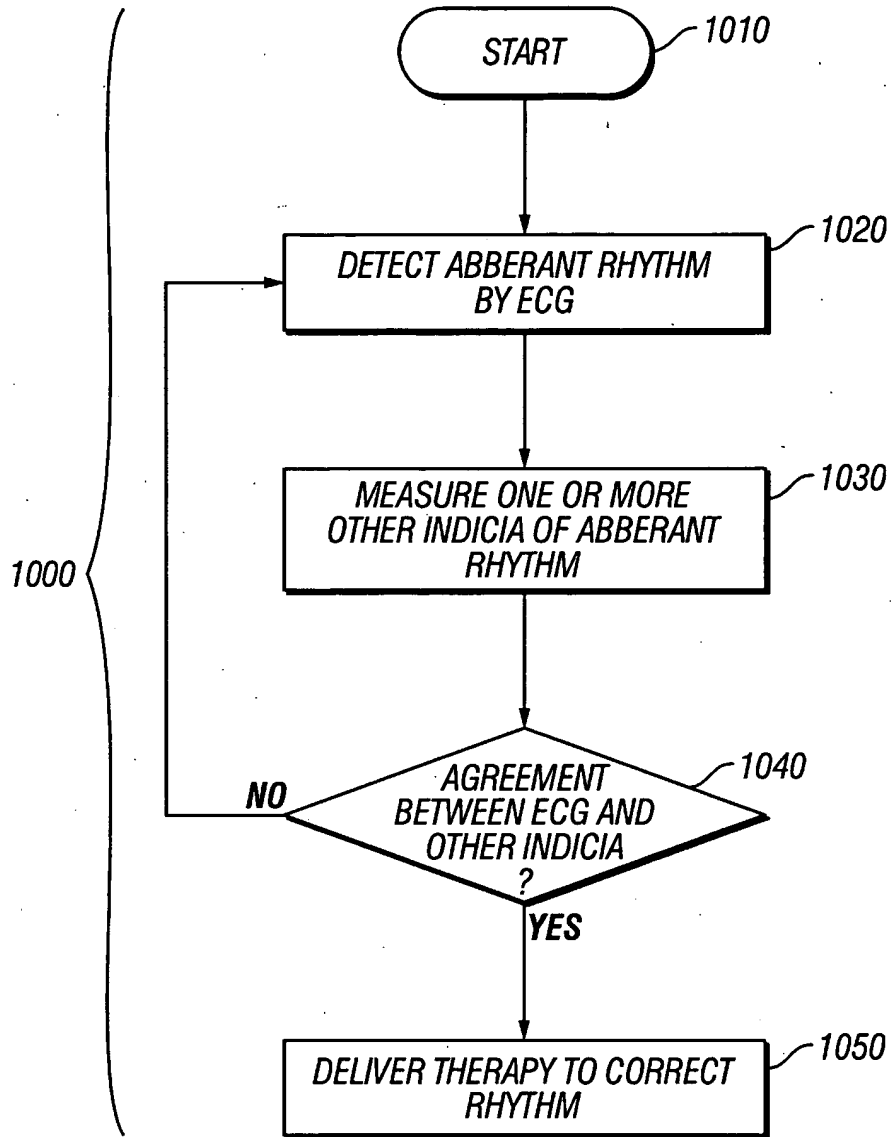 START
1010
DETECT ABBERANT RHYTHM
BY ECG
1020
MEASURE ONE OR MORE
OTHER INDICIA OF ABBERANT
RHYTHM
1030
1000
AGREEMENT
BETWEEN ECG AND
OTHER INDICIA
?
1040
NO
YES
DELIVER THERAPY TO CORRECT
RHYTHM
1050